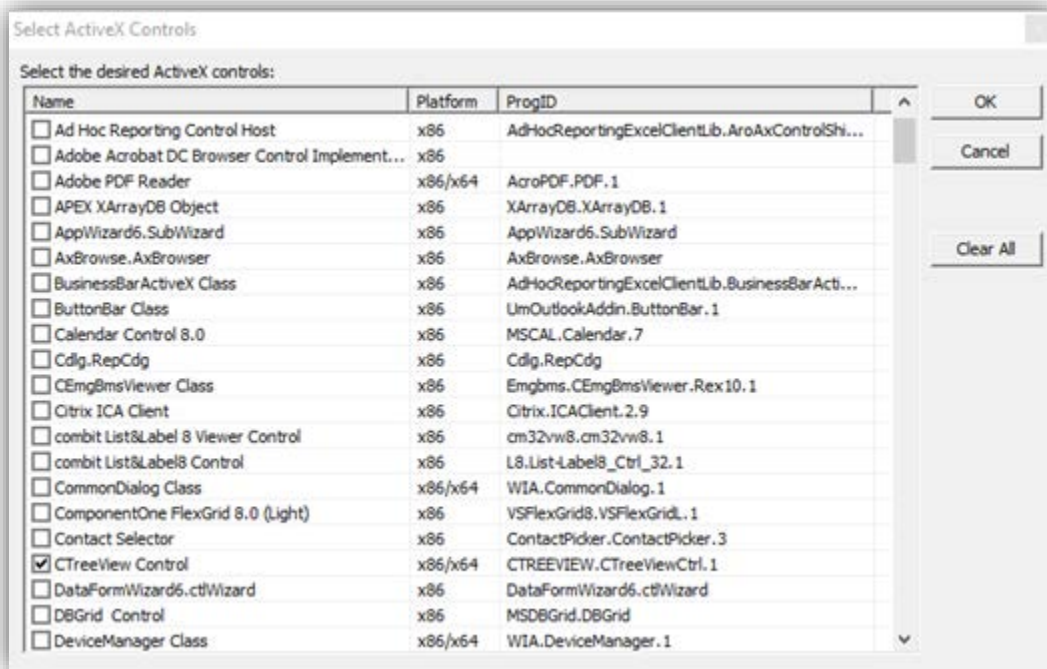 Select ActiveX Controls
Select the desired ActiveX controls:
Name Platform ProgID
OK
Ad Hoc Reporting Control Host x86 AdHocReportingExcelClientLib.AroAxControlShi...
Adobe Acrobat DC Browser Control Implement... x86
Cancel
Adobe PDF Reader x86/x64 AcroPDF.PDF.1
APEX XArrayDB Object x86 XArrayDB.XArrayDB.1
AppWizard6.SubWizard x86 AppWizard6.SubWizard
Clear All
AxBrowse.AxBrowser x86 AxBrowse.AxBrowser
BusinessBarActiveX Class x86 AdHocReportingExcelClientLib.BusinessBarActi...
ButtonBar Class x86 UmOutlookAddin.ButtonBar.1
Calendar Control 8.0 x86 MSCAL.Calendar.7
Cdlg.RepCdg x86 Cdlg.RepCdg
CEmgBmsViewer Class x86 Emgbms.CEmgBmsViewer.Rex10.1
Citrix ICA Client x86 Citrix.ICAClient.2.9
combit List&Label 8 Viewer Control x86 cm32vw8.cm32vw8.1
combit List&Label8 Control x86 L8.List-Label8_Ctrl_32.1
CommonDialog Class x86/x64 WIA.CommonDialog.1
ComponentOne FlexGrid 8.0 (Light) x86 VSFlexGrid8.VSFlexGridL.1
Contact Selector x86 ContactPicker.ContactPicker.3
CTreeView Control x86/x64 CTREEVIEW.CTreeViewCtrl.1
DataFormWizard6.ctlWizard x86 DataFormWizard6.ctlWizard
DBGrid  Control x86 MSDBGrid.DBGrid
DeviceManager Class x86/x64 WIA.DeviceManager.1